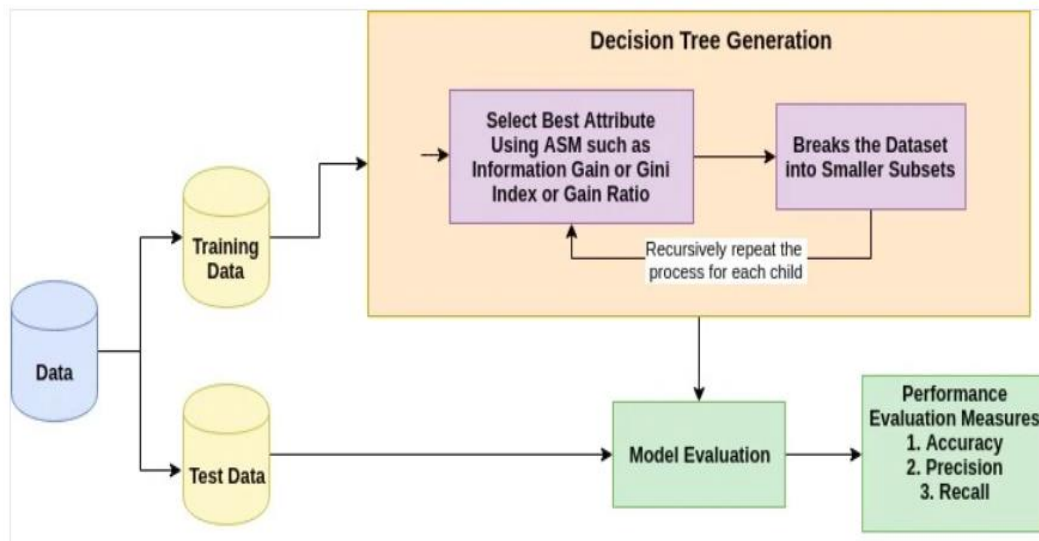 Decision Tree Generation
Select Best Attribute
Using ASM such as
Information Gain or Gini
Index or Gain Ratio
Breaks the Dataset
into Smaller Subsets
Recursively repeat the
process for each child
Training
Data
Data
Test Data
Model Evaluation
Performance
Evaluation Measures
1. Accuracy
2. Precision
3. Recall